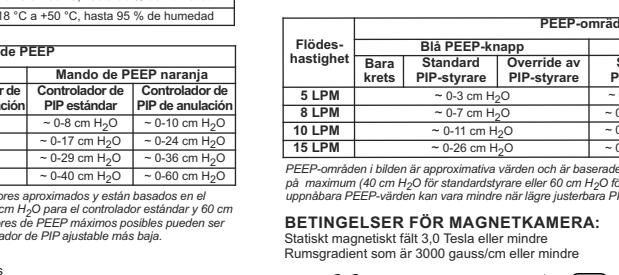 18 °C a +50 °C, hasta 95 % de humedad
de PEEP
Mando de PEEP naranja
Controlador de PIP estándar
Controlador de PIP de anulación
~ 0-8 cm H2O ~ 0-10 cm H2O
~ 0-17 cm H2O ~ 0-24 cm H2O
~ 0-29 cm H2O ~ 0-36 cm H2O
~ 0-40 cm H2O ~ 0-60 cm H2O
ores aproximados y están basados en el
cm H2O para el controlador estándar y 60 cm
ores de PEEP máximos posibles pueden ser
ador de PIP ajustable más baja.
PEEP-områd
Flödes-
hastighet
Blå PEEP-knapp
Bara
krets
Standard
PIP-styrare
Override av
PIP-styrare
5 LPM ~ 0-3 cm H2O
8 LPM ~ 0-7 cm H2O
10 LPM ~ 0-11 cm H2O
15 LPM ~ 0-26 cm H2O
PEEP-områden i bilden är approximativa värden och är baserade
på maximum (40 cm H2O för standardstyrare eller 60 cm H2O fö
uppnåbara PEEP-värden kan vara mindre när lägre justerbara PI
BETINGELSER FÖR MAGNETKAMERA:
Statiskt magnetiskt fält 3,0 Tesla eller mindre
Rumsgradient som är 3000 gauss/cm eller mindre